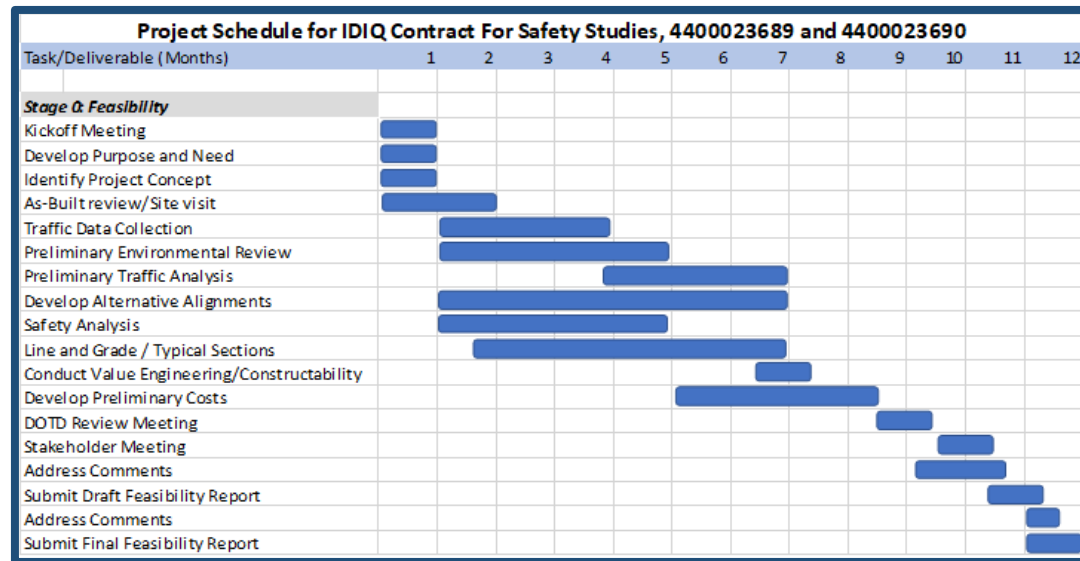 Project Schedule for IDIQ Contract For Safety Studies, 4400023689 and 4400023690
Task/Deliverable (Months) 1 2 3 4 5 6 7 8 9 10 11 12
Stage 0: Feasibility
Kickoff Meeting
Develop Purpose and Need
Identify Project Concept
As-Built review/Site visit
Traffic Data Collection
Preliminary Environmental Review
Preliminary Traffic Analysis
Develop Alternative Alignments
Safety Analysis
Line and Grade / Typical Sections
Conduct Value Engineering/Constructability
Develop Preliminary Costs
DOTD Review Meeting
Stakeholder Meeting
Address Comments
Submit Draft Feasibility Report
Address Comments
Submit Final Feasibility Report